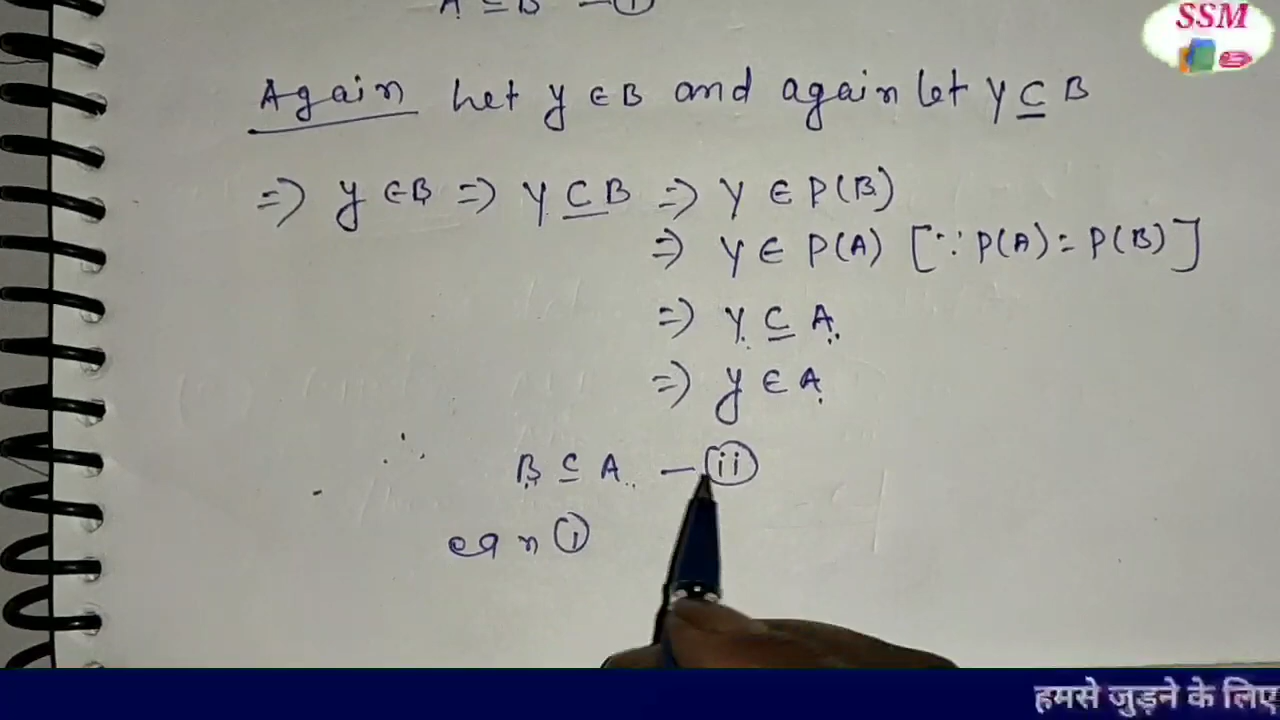 A ⊆ B — ⓘ
SSM
Again Let y ∈ B and again let Y ⊆ B
=> y ∈ B => Y ⊆ B => Y ∈ P(B)
=> Y ∈ P(A) [∵ P(A) = P(B)]
=> Y ⊆ A
=> y ∈ A
∴ B ⊆ A — (ii)
eqn ⓘ
हमसे जुड़ने के लिए